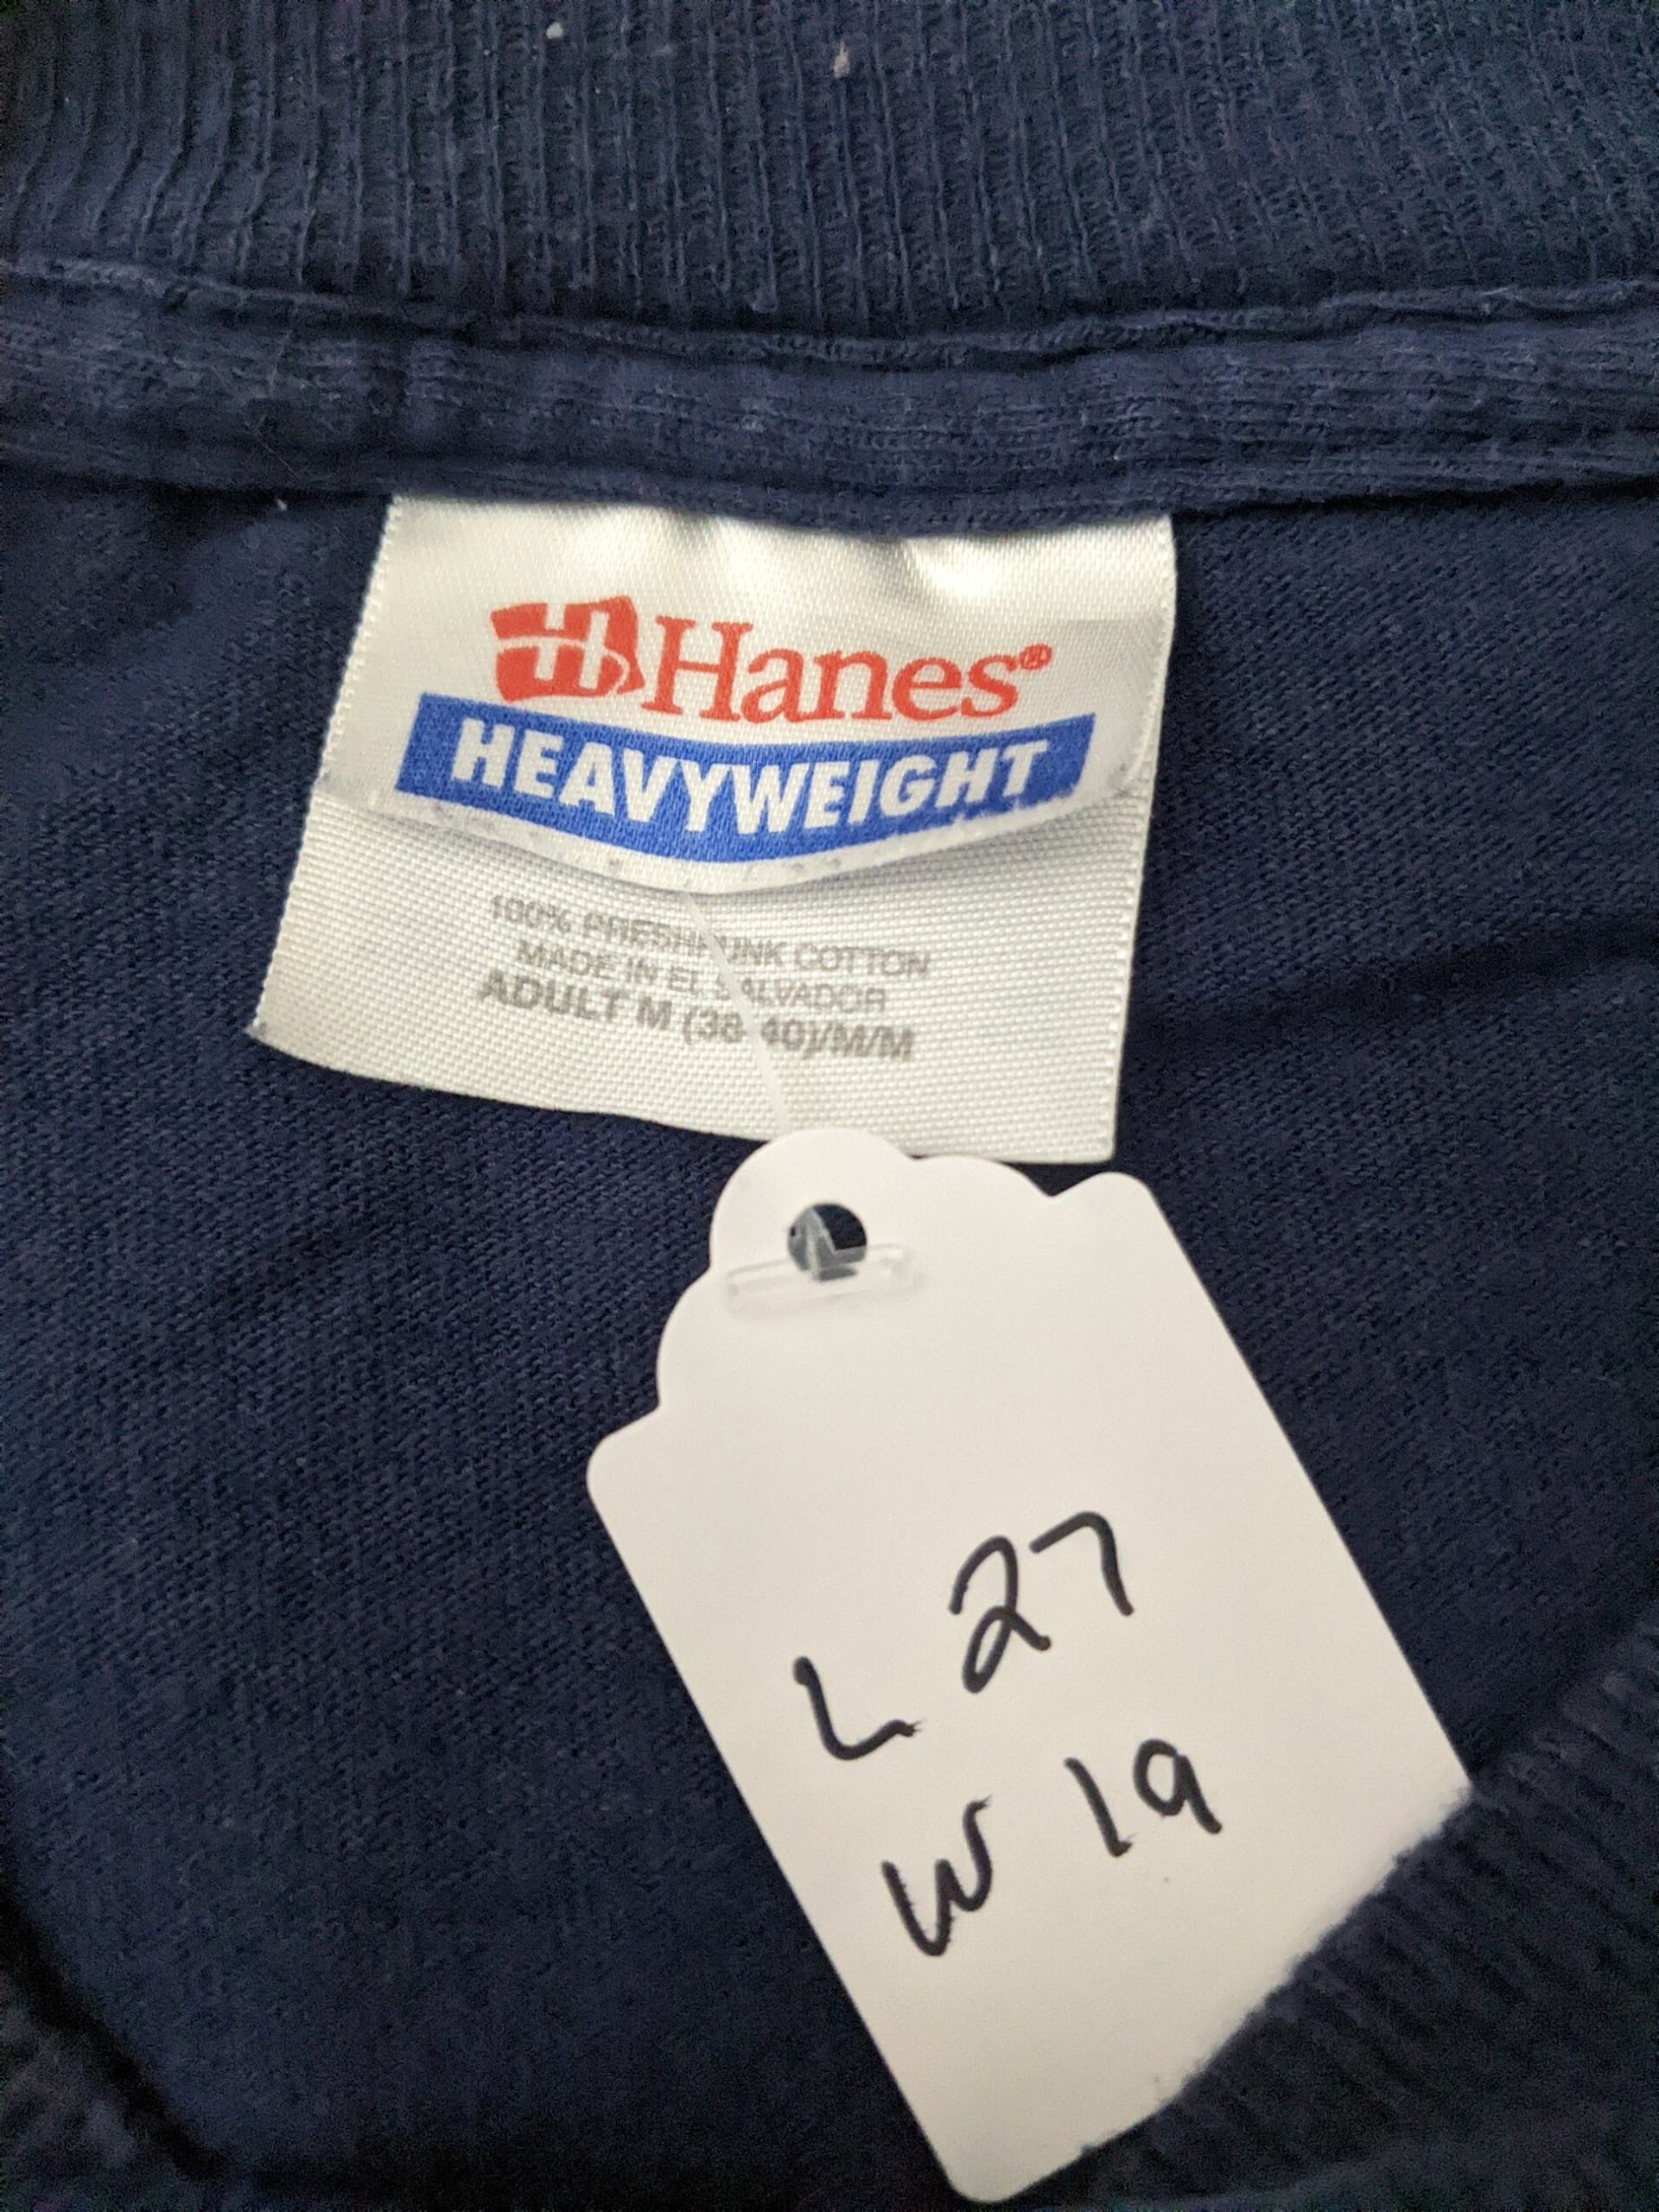 Hanes®
HEAVYWEIGHT
100% PRESHRUNK COTTON
MADE IN EL SALVADOR
ADULT M (38-40)/M/M
L 27
W 19